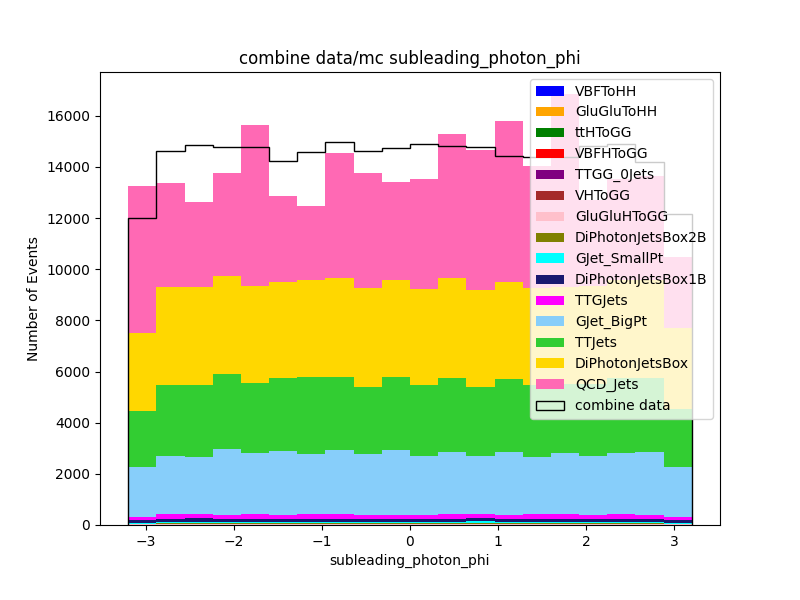 combine data/mc subleading_photon_phi
Number of Events
16000
14000
12000
10000
8000
6000
4000
2000
0
VBFToHH
GluGluToHH
ttHToGG
VBFHToGG
TTGG_0Jets
VHToGG
GluGluHToGG
DiPhotonJetsBox2B
GJet_SmallPt
DiPhotonJetsBox1B
TTGJets
GJet_BigPt
TTJets
DiPhotonJetsBox
QCD_Jets
combine data
−3 −2 −1 0 1 2 3
subleading_photon_phi